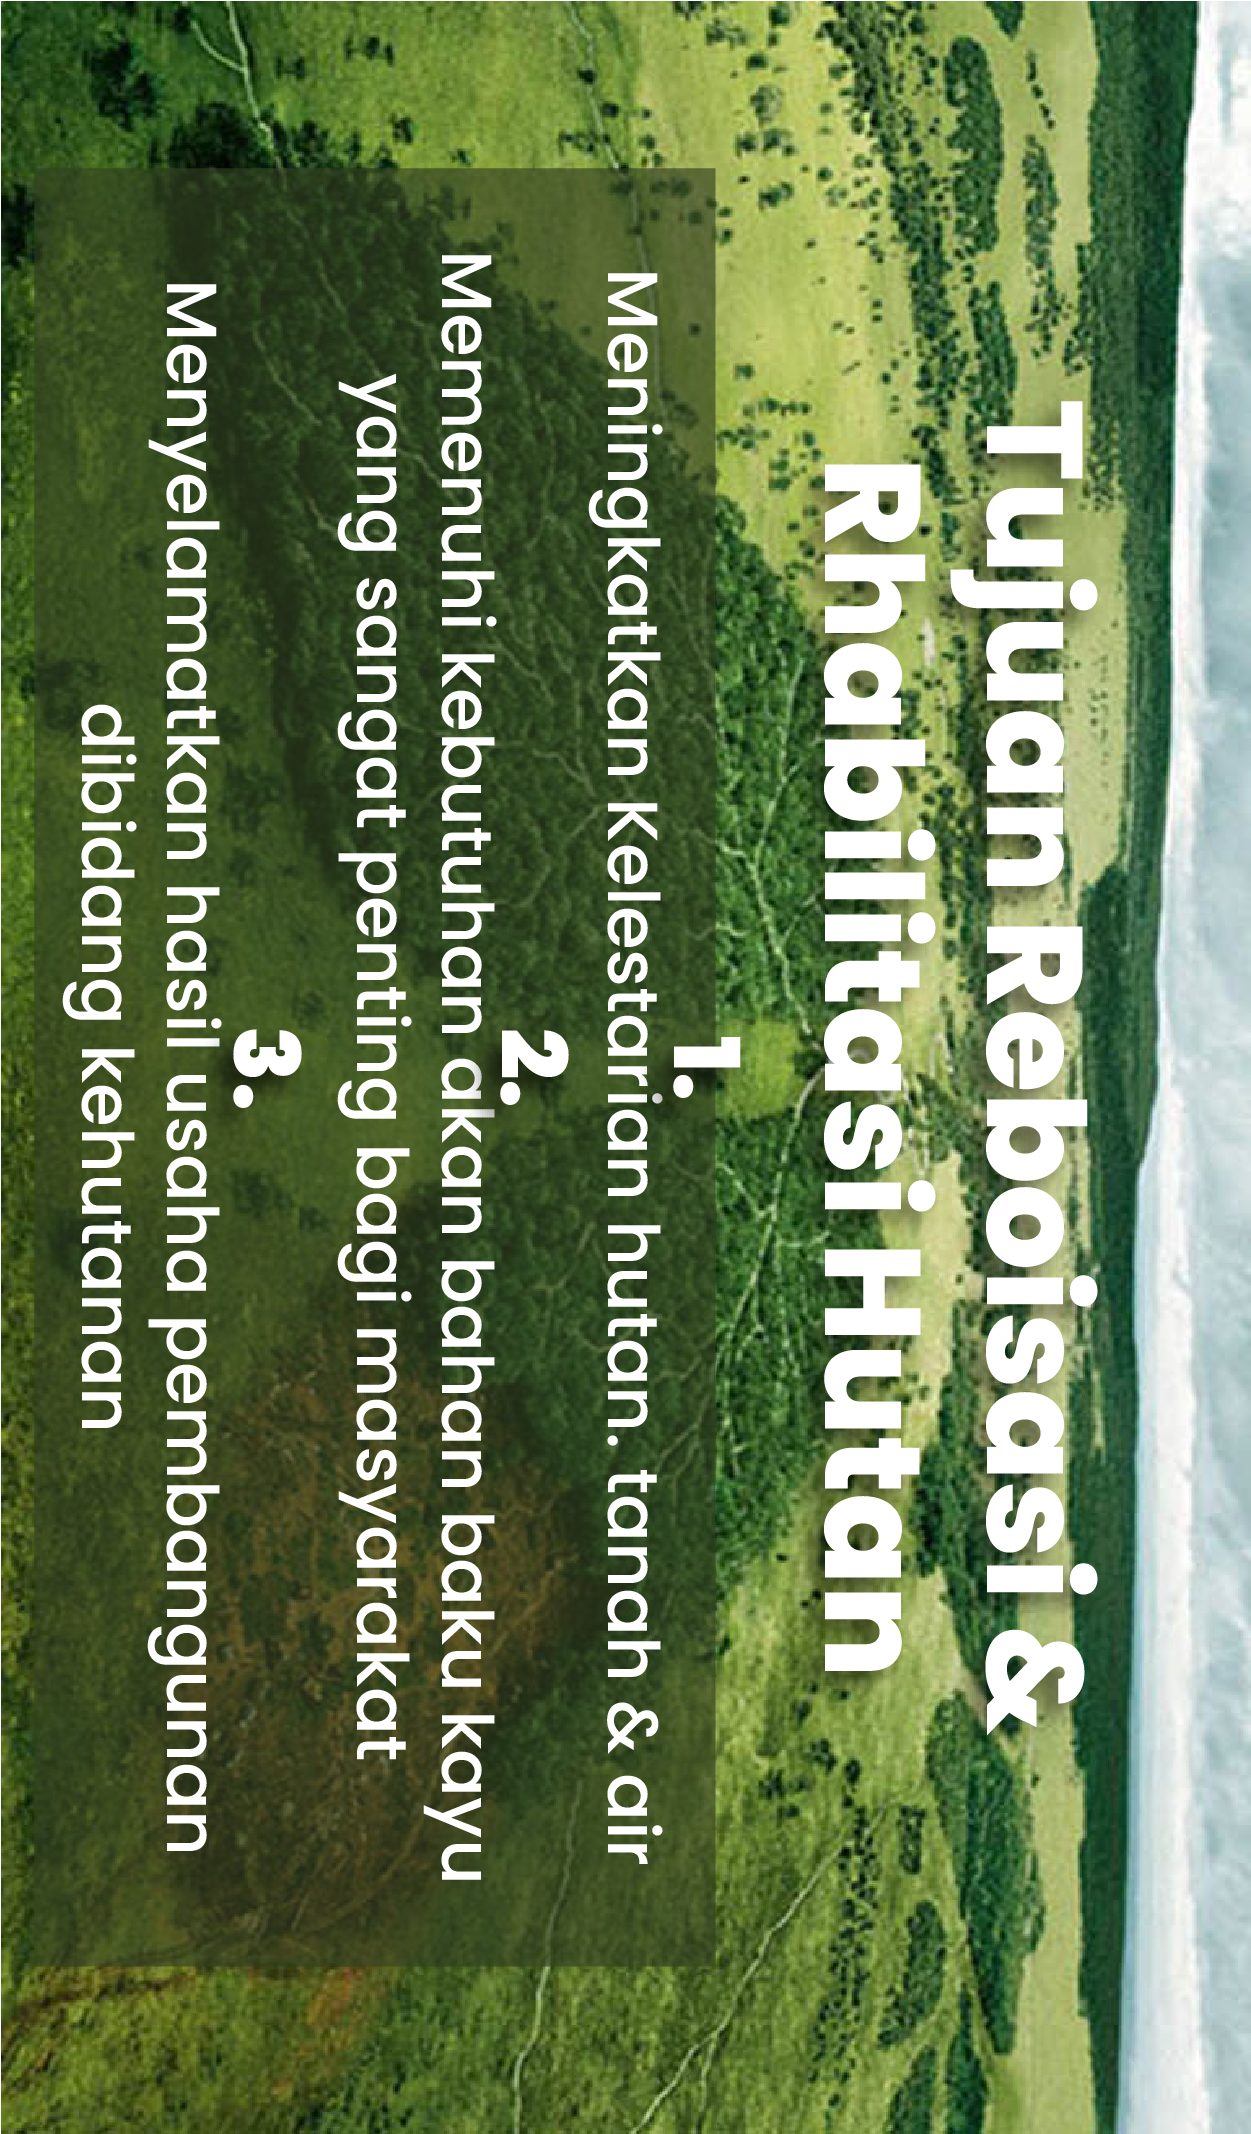 Tujuan Reboisasi &
Rhabilitasi Hutan
1.
Meningkatkan Kelestarian hutan. tanah & air
2.
Memenuhi kebutuhan akan bahan baku kayu
yang sangat penting bagi masyarakat
3.
Menyelamatkan hasil usaha pembangunan
dibidang kehutanan